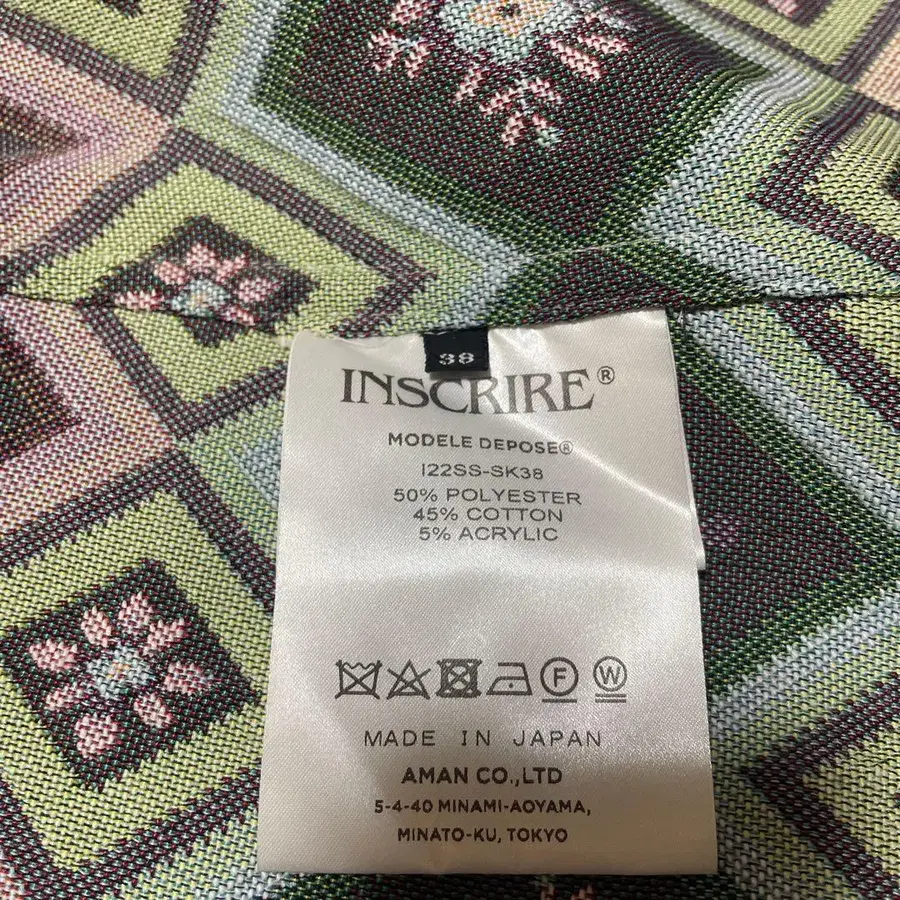 38
INSCRIRE®
MODELE DEPOSE®
I22SS-SK38
50% POLYESTER
45% COTTON
5% ACRYLIC
F W
MADE IN JAPAN
AMAN CO.,LTD
5-4-40 MINAMI-AOYAMA,
MINATO-KU, TOKYO